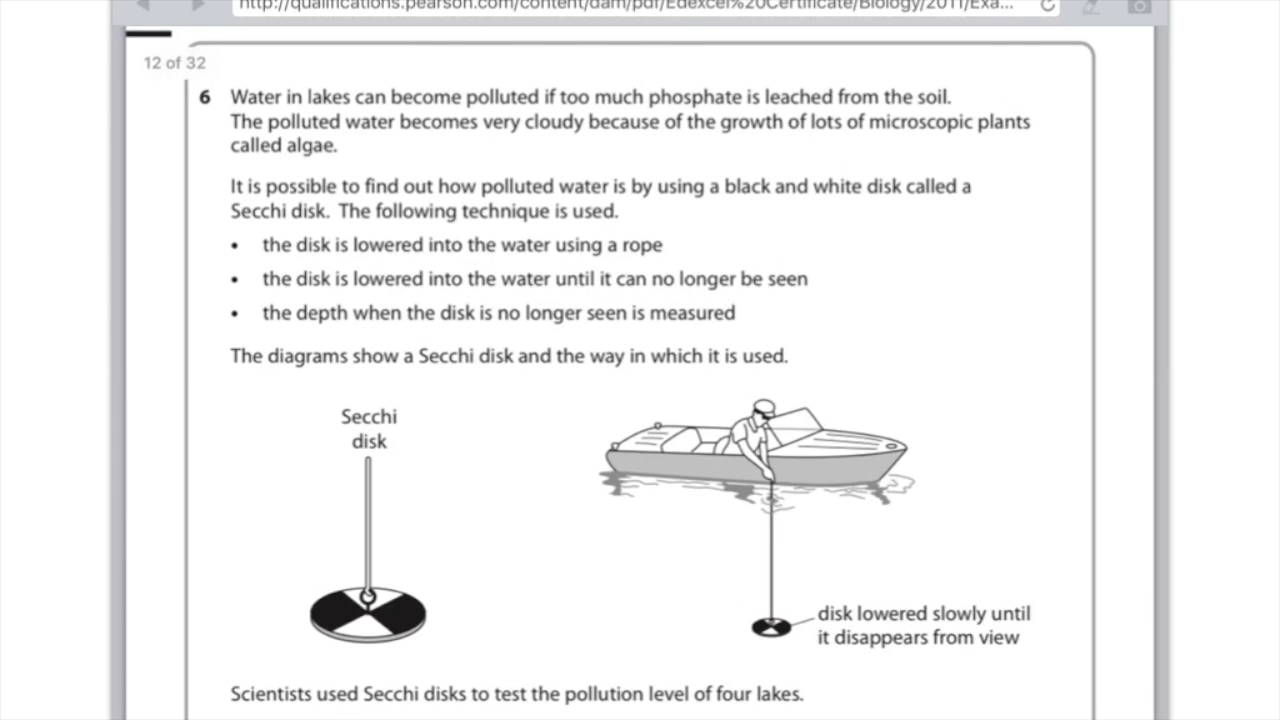 http://qualifications.pearson.com/content/dam/pdf/Edexcel%20Certificate/Biology/2011/Exa...
12 of 32
6 Water in lakes can become polluted if too much phosphate is leached from the soil.
The polluted water becomes very cloudy because of the growth of lots of microscopic plants
called algae.
It is possible to find out how polluted water is by using a black and white disk called a
Secchi disk. The following technique is used.
• the disk is lowered into the water using a rope
• the disk is lowered into the water until it can no longer be seen
• the depth when the disk is no longer seen is measured
The diagrams show a Secchi disk and the way in which it is used.
Secchi
disk
disk lowered slowly until
it disappears from view
Scientists used Secchi disks to test the pollution level of four lakes.